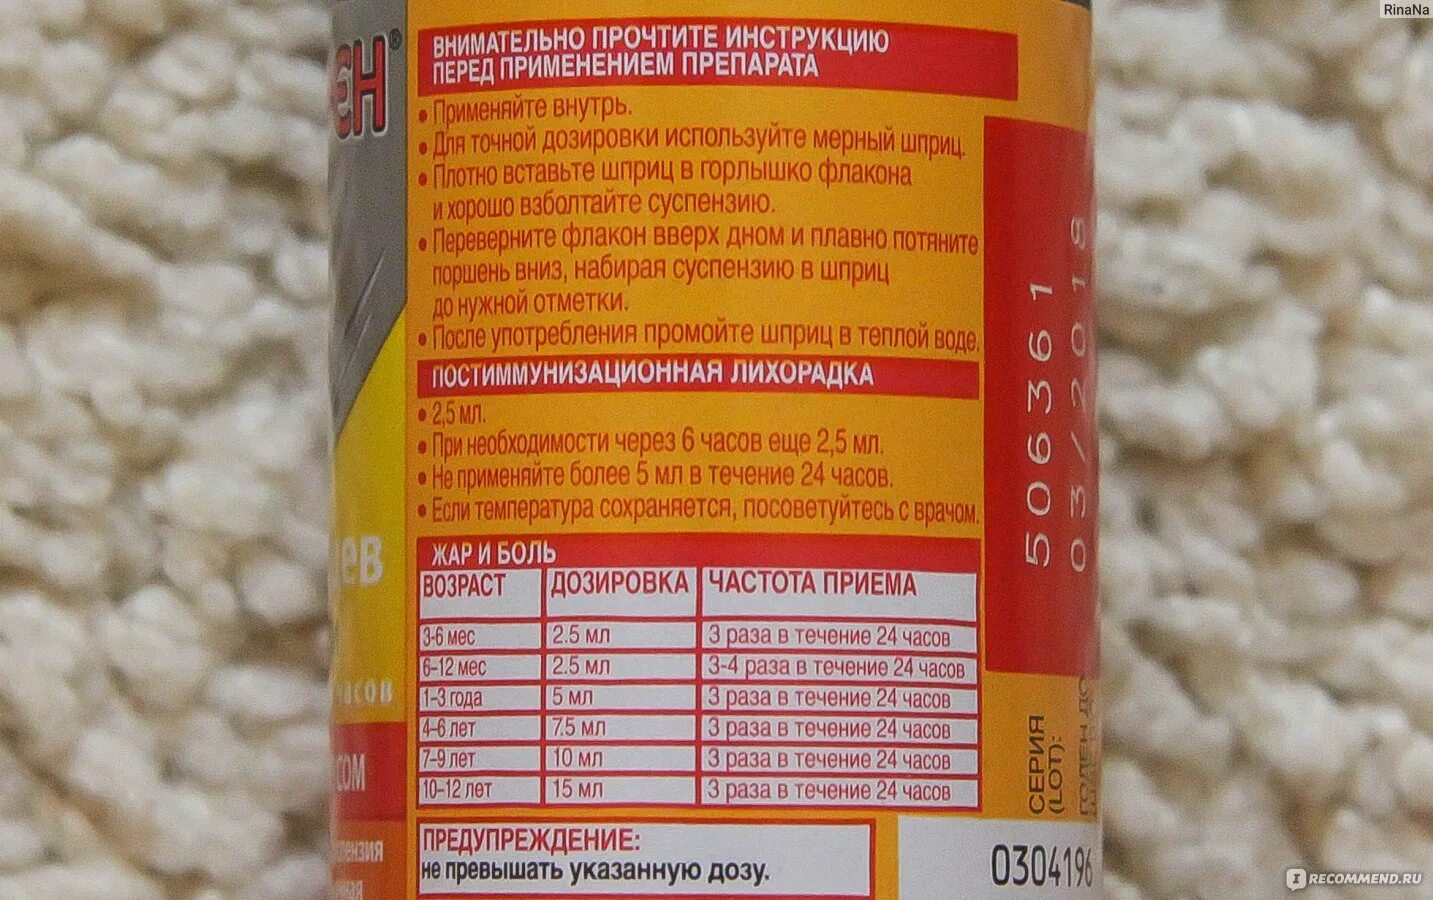 RinaNa
ЕН®
ВНИМАТЕЛЬНО ПРОЧТИТЕ ИНСТРУКЦИЮ
ПЕРЕД ПРИМЕНЕНИЕМ ПРЕПАРАТА
• Применяйте внутрь.
• Для точной дозировки используйте мерный шприц.
• Плотно вставьте шприц в горлышко флакона
и хорошо взболтайте суспензию.
• Переверните флакон вверх дном и плавно потяните
поршень вниз, набирая суспензию в шприц
до нужной отметки.
• После употребления промойте шприц в теплой воде.
ПОСТИММУНИЗАЦИОННАЯ ЛИХОРАДКА
• 2,5 мл.
• При необходимости через 6 часов еще 2,5 мл.
• Не применяйте более 5 мл в течение 24 часов.
• Если температура сохраняется, посоветуйтесь с врачом.
ЖАР И БОЛЬ
ВОЗРАСТ ДОЗИРОВКА ЧАСТОТА ПРИЕМА
3-6 мес 2.5 мл 3 раза в течение 24 часов
6-12 мес 2.5 мл 3-4 раза в течение 24 часов
1-3 года 5 мл 3 раза в течение 24 часов
4-6 лет 7.5 мл 3 раза в течение 24 часов
7-9 лет 10 мл 3 раза в течение 24 часов
10-12 лет 15 мл 3 раза в течение 24 часов
ПРЕДУПРЕЖДЕНИЕ:
не превышать указанную дозу.
506361
03/2018
СЕРИЯ
(LOT):
ГОДЕН ДО
0304196
IRECOMMEND.RU